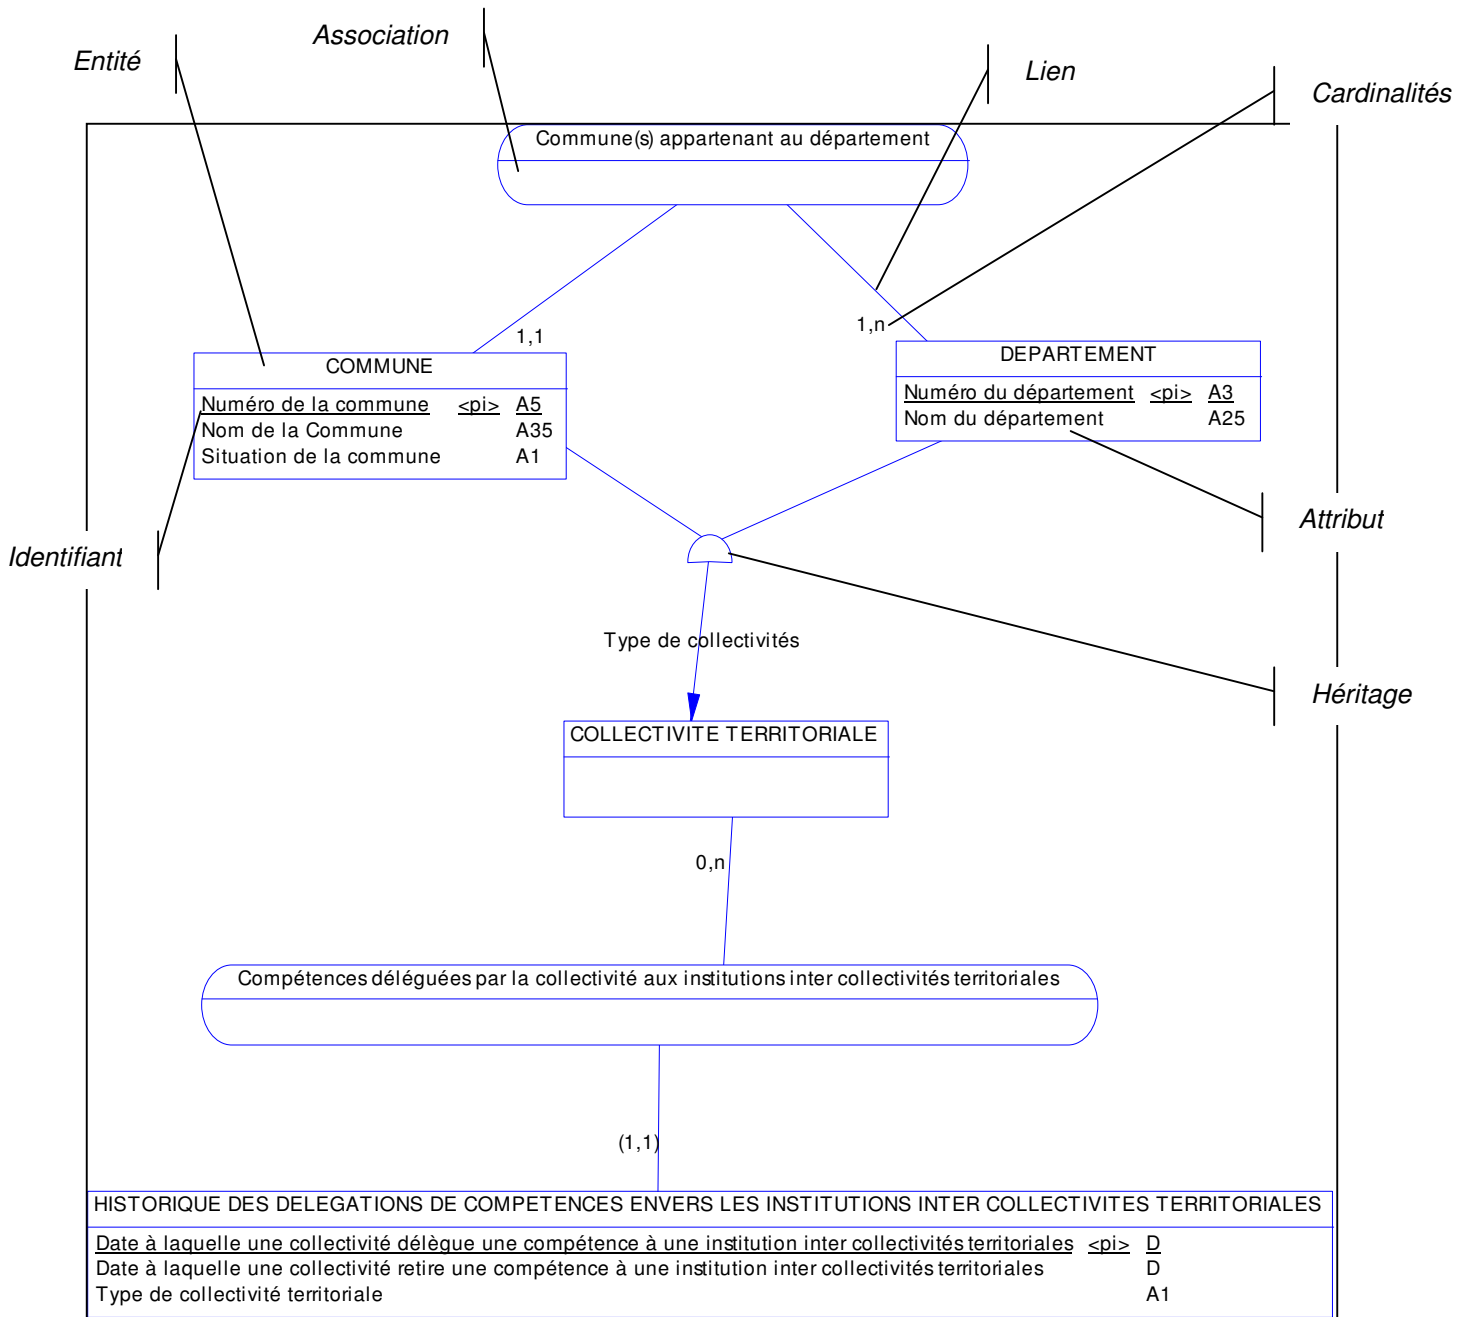 Association
Entité
Lien
Cardinalités
Commune(s) appartenant au département
1,1
1,n
COMMUNE
Numéro de la commune <pi> A5
Nom de la Commune A35
Situation de la commune A1
DEPARTEMENT
Numéro du département <pi> A3
Nom du département A25
Attribut
Identifiant
Type de collectivités
Héritage
COLLECTIVITE TERRITORIALE
0,n
Compétences déléguées par la collectivité aux institutions inter collectivités territoriales
(1,1)
HISTORIQUE DES DELEGATIONS DE COMPETENCES ENVERS LES INSTITUTIONS INTER COLLECTIVITES TERRITORIALES
Date à laquelle une collectivité délègue une compétence à une institution inter collectivités territoriales <pi> D
Date à laquelle une collectivité retire une compétence à une institution inter collectivités territoriales D
Type de collectivité territoriale A1